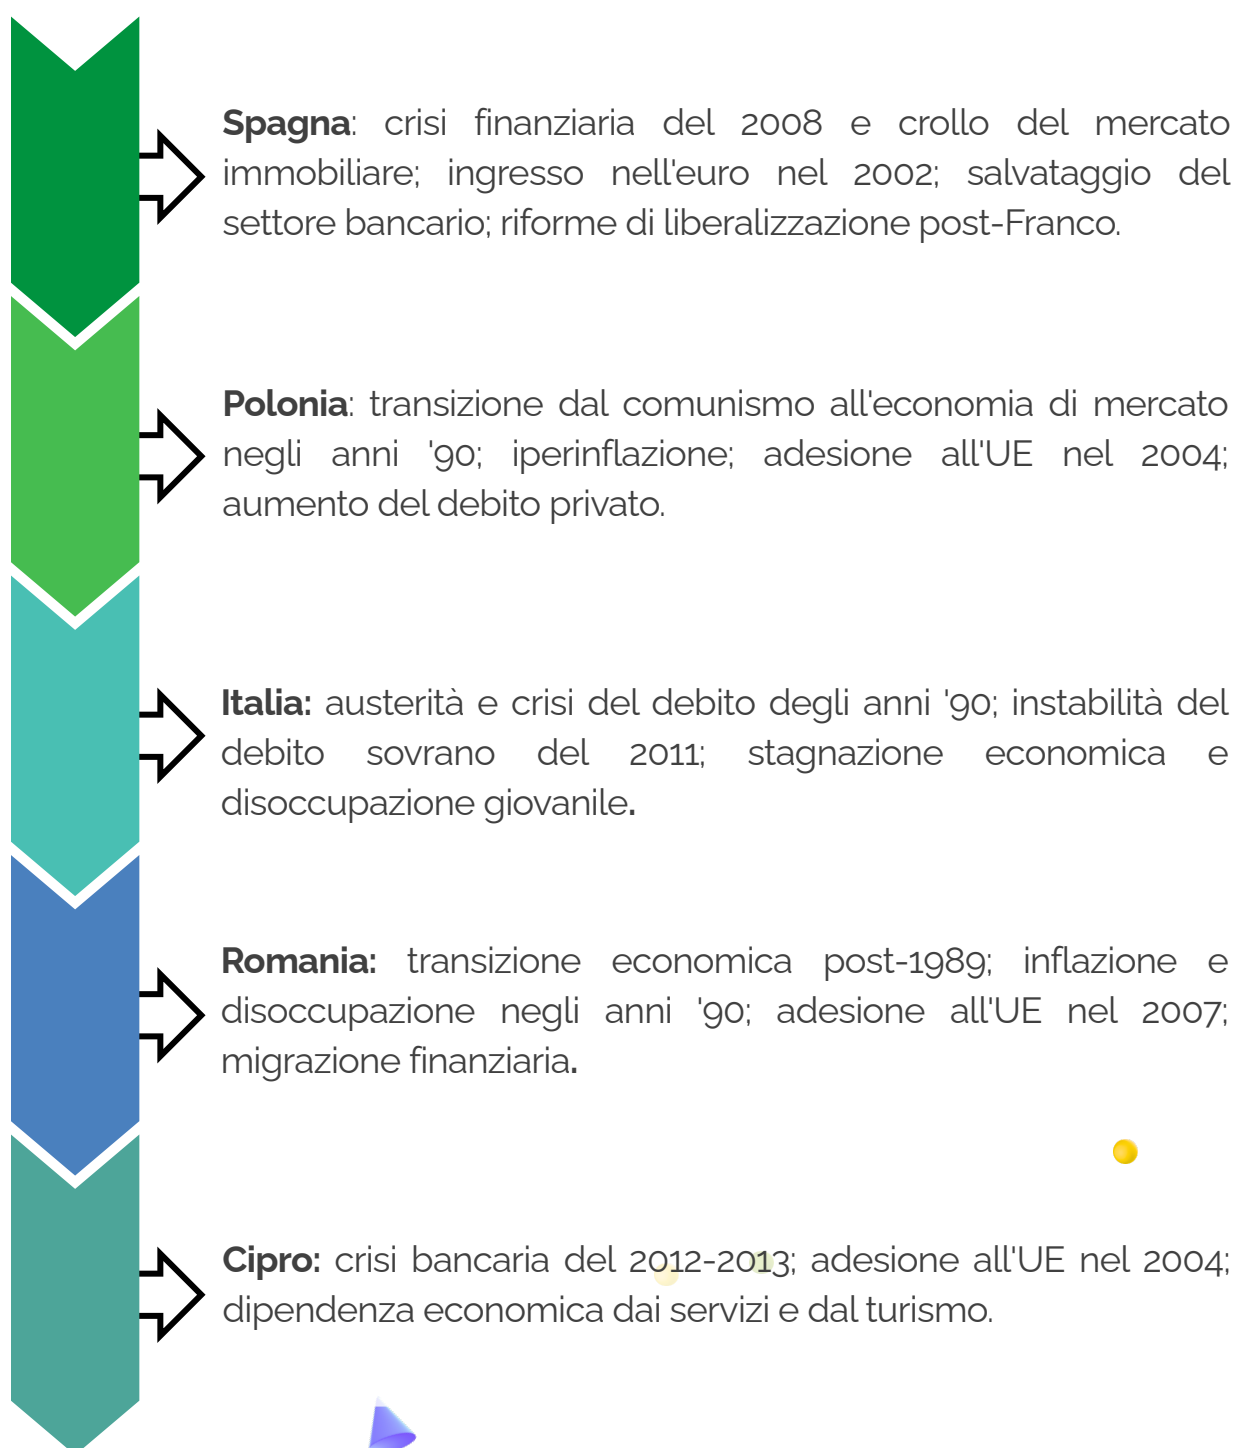 Spagna: crisi finanziaria del 2008 e crollo del mercato
immobiliare; ingresso nell'euro nel 2002; salvataggio del
settore bancario; riforme di liberalizzazione post-Franco.
Polonia: transizione dal comunismo all'economia di mercato
negli anni '90; iperinflazione; adesione all'UE nel 2004;
aumento del debito privato.
Italia: austerità e crisi del debito degli anni '90; instabilità del
debito sovrano del 2011; stagnazione economica e
disoccupazione giovanile.
Romania: transizione economica post-1989; inflazione e
disoccupazione negli anni '90; adesione all'UE nel 2007;
migrazione finanziaria.
Cipro: crisi bancaria del 2012-2013; adesione all'UE nel 2004;
dipendenza economica dai servizi e dal turismo.